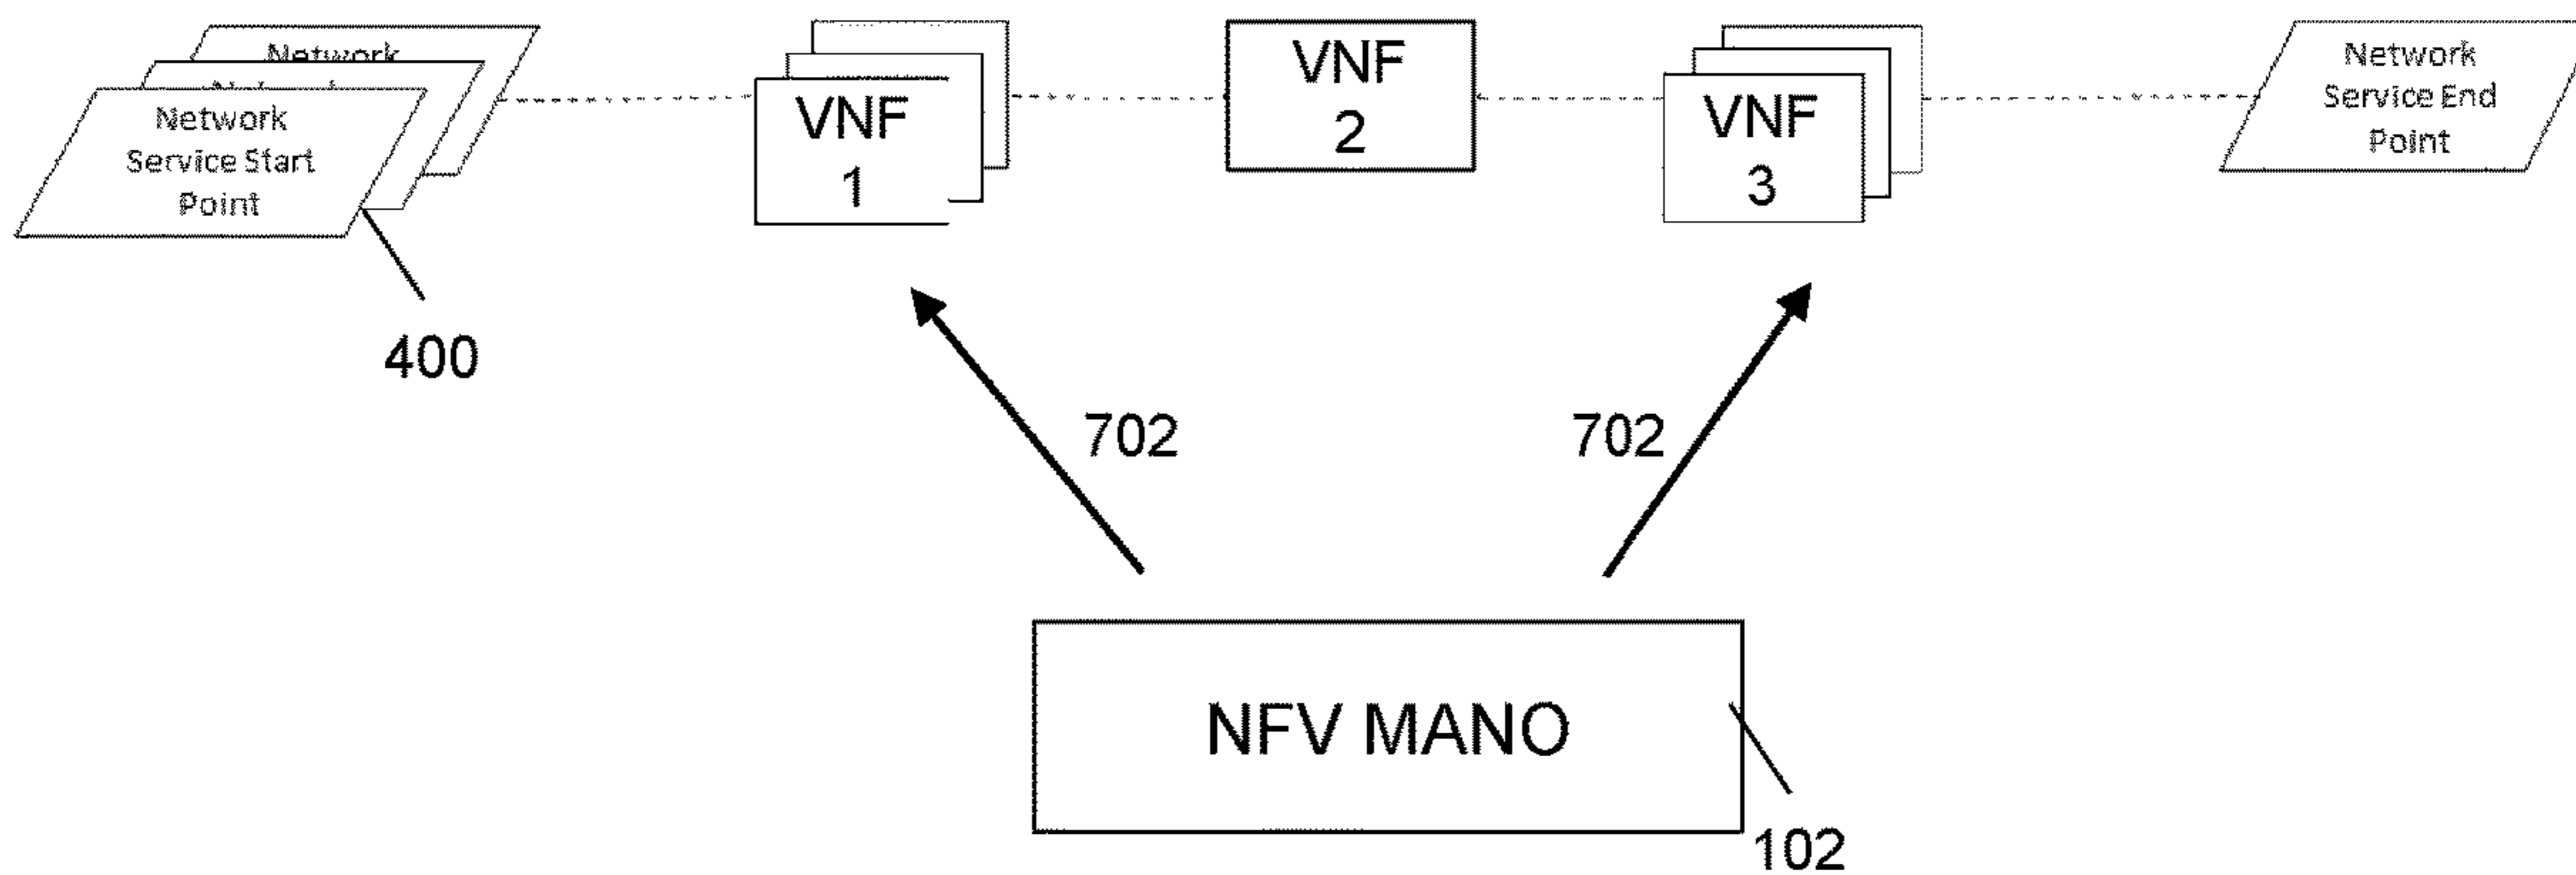 Network
Network
Service Start
Point
VNF
1
VNF
2
VNF
3
Network
Service End
Point
400
702
702
NFV MANO
102